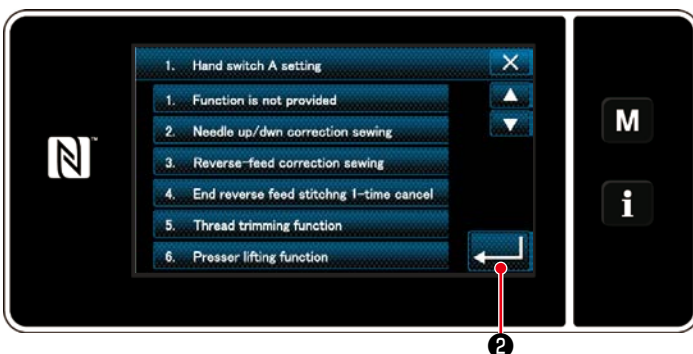 1. Hand switch A setting
1. Function is not provided
2. Needle up/dwn correction sewing
3. Reverse-feed correction sewing
4. End reverse feed stitchng 1-time cancel
5. Thread trimming function
6. Presser lifting function
M
i
❷